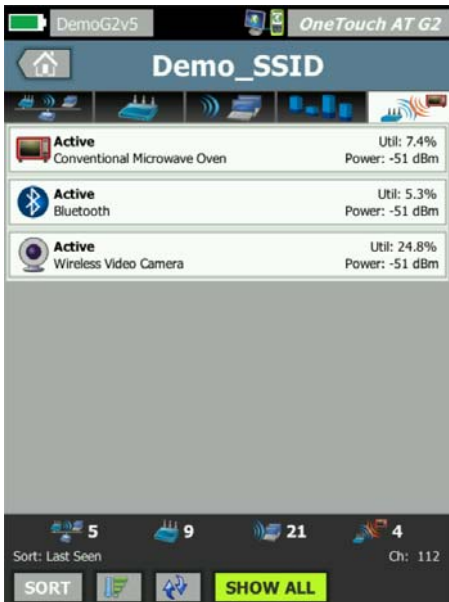 DemoG2v5
OneTouch AT G2
Demo_SSID
Active
Util: 7.4%
Conventional Microwave Oven
Power: -51 dBm
Active
Util: 5.3%
Bluetooth
Power: -51 dBm
Active
Util: 24.8%
Wireless Video Camera
Power: -51 dBm
5
9
21
4
Sort: Last Seen
Ch: 112
SORT
SHOW ALL